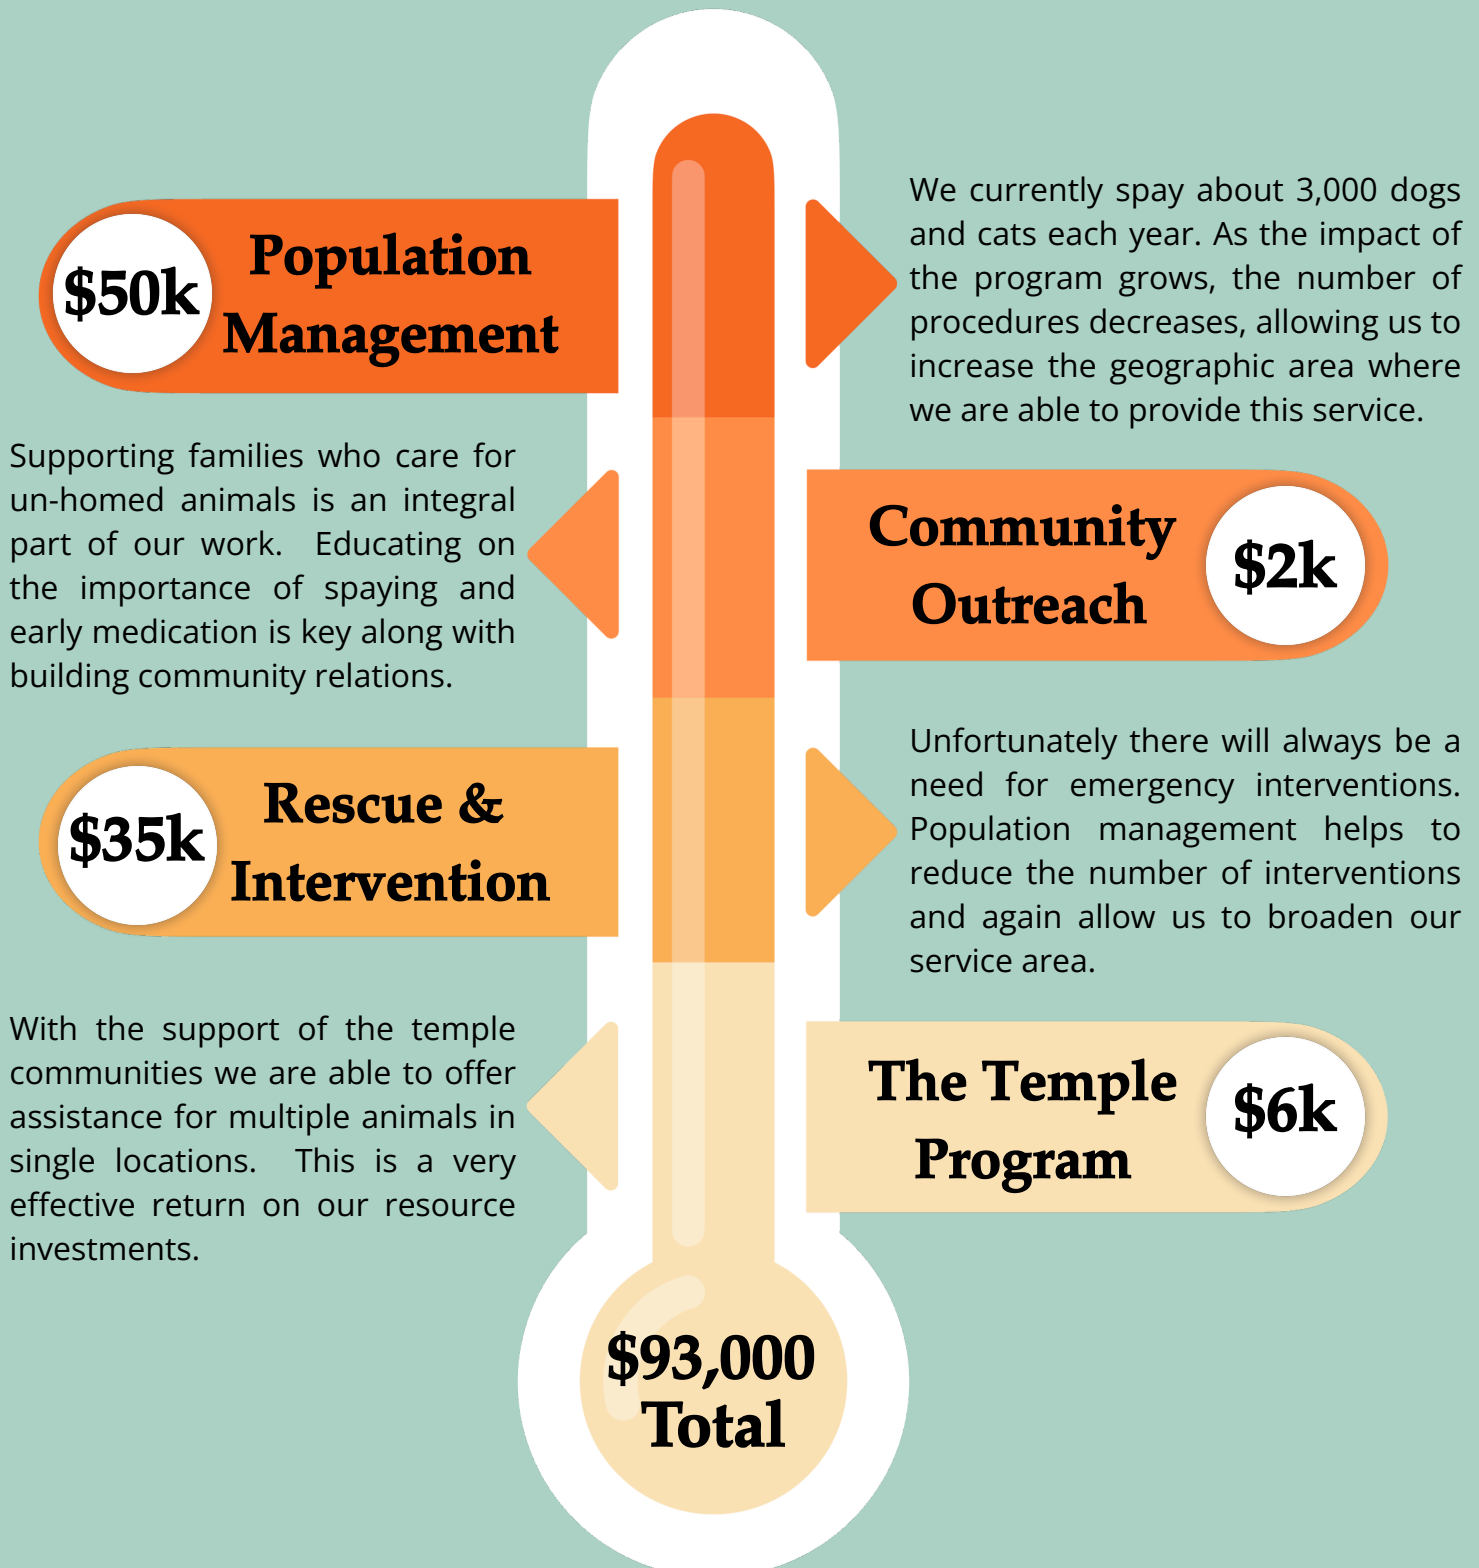 $50k
Population
Management
We currently spay about 3,000 dogs
and cats each year. As the impact of
the program grows, the number of
procedures decreases, allowing us to
increase the geographic area where
we are able to provide this service.
Supporting families who care for
un-homed animals is an integral
part of our work. Educating on
the importance of spaying and
early medication is key along with
building community relations.
Community
Outreach
$2k
$35k
Rescue &
Intervention
Unfortunately there will always be a
need for emergency interventions.
Population management helps to
reduce the number of interventions
and again allow us to broaden our
service area.
With the support of the temple
communities we are able to offer
assistance for multiple animals in
single locations. This is a very
effective return on our resource
investments.
The Temple
Program
$6k
$93,000
Total